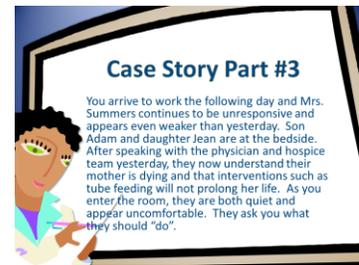 Case Story Part #3
You arrive to work the following day and Mrs.
Summers continues to be unresponsive and
appears even weaker than yesterday.  Son
Adam and daughter Jean are at the bedside.
After speaking with the physician and hospice
team yesterday, they now understand their
mother is dying and that interventions such as
tube feeding will not prolong her life.  As you
enter the room, they are both quiet and
appear uncomfortable.  They ask you what
they should “do”.